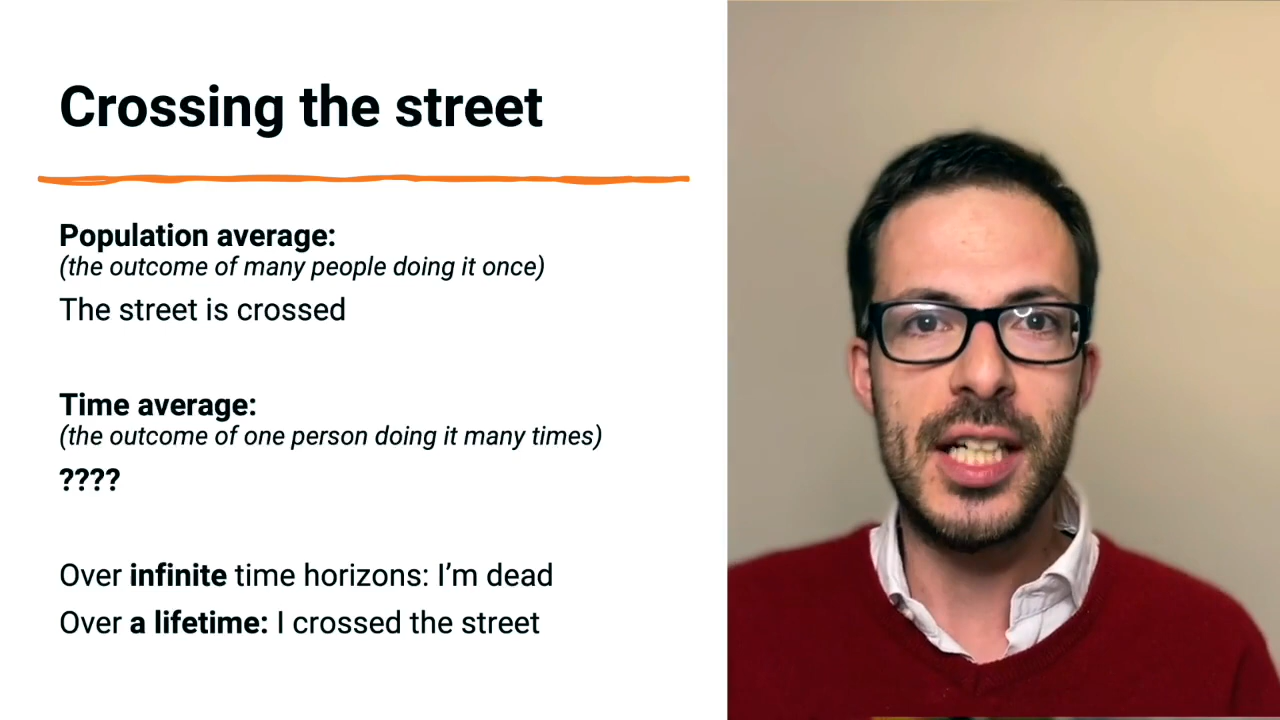 Crossing the street
Population average:
(the outcome of many people doing it once)
The street is crossed
Time average:
(the outcome of one person doing it many times)
????
Over infinite time horizons: I’m dead
Over a lifetime: I crossed the street